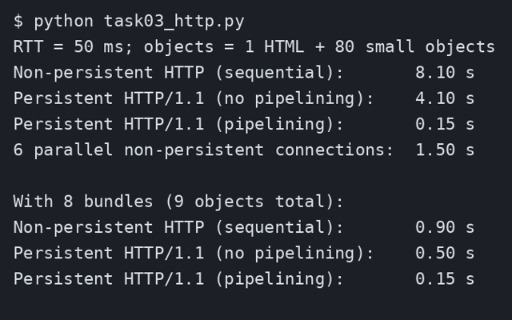 $ python task03_http.py
RTT = 50 ms; objects = 1 HTML + 80 small objects
Non-persistent HTTP (sequential):       8.10 s
Persistent HTTP/1.1 (no pipelining):    4.10 s
Persistent HTTP/1.1 (pipelining):       0.15 s
6 parallel non-persistent connections:  1.50 s

With 8 bundles (9 objects total):
Non-persistent HTTP (sequential):       0.90 s
Persistent HTTP/1.1 (no pipelining):    0.50 s
Persistent HTTP/1.1 (pipelining):       0.15 s